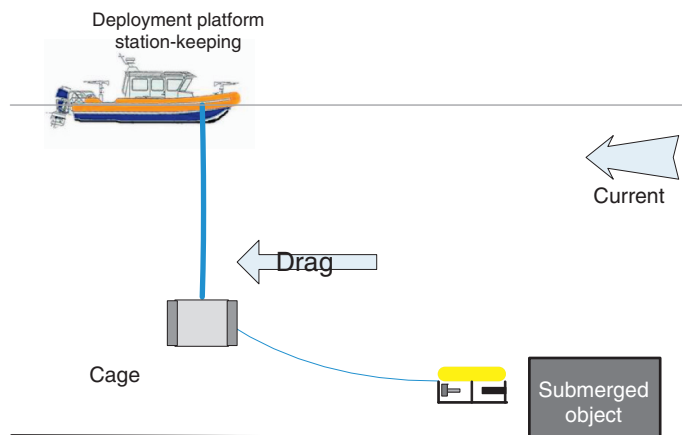 Deployment platform
station-keeping
Current
Drag
Cage
Submerged
object